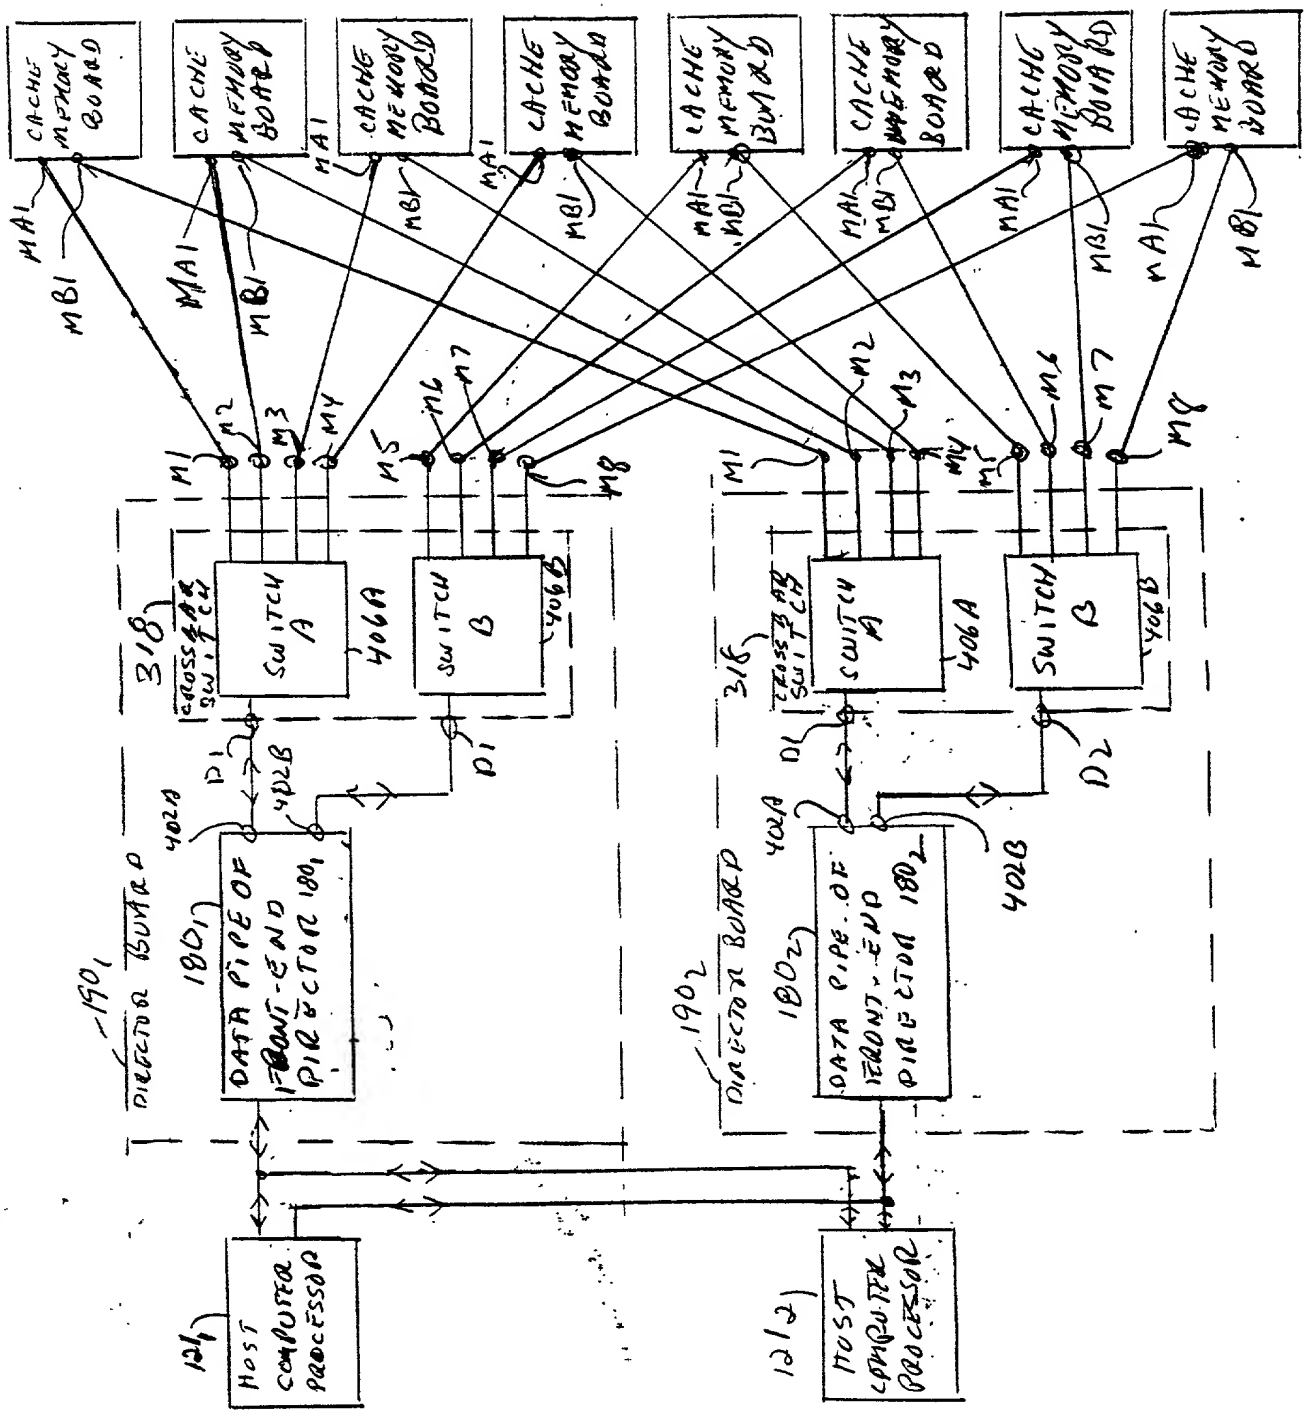 CACHE
MEMORY
BOARD
CACHE
MEMORY
BOARD
CACHE
MEMORY
BOARD
CACHE
MEMORY
BOARD
CACHE
MEMORY
BOARD
CACHE
MEMORY
BOARD
CACHE
MEMORY
BOARD
CACHE
MEMORY
BOARD
MA1
MB1
MA1
MB1
MA1
MB1
MA1
MB1
MA1
MB1
MA1
MB1
MA1
MB1
MA1
MB1
M1
M2
M3
M4
M5
M6
M7
M8
M1
M2
M3
M4
M5
M6
M7
M8
318
CROSSBAR
SWITCH
SWITCH
A
406A
SWITCH
B
406B
318
CROSSBAR
SWITCH
SWITCH
A
406A
SWITCH
B
406B
D1
D1
D1
D2
402A
402B
402A
402B
190₁
DIRECTOR BOARD
180₁
DATA PIPE OF
FRONT-END
DIRECTOR 180₁
190₂
DIRECTOR BOARD
180₂
DATA PIPE OF
FRONT-END
DIRECTOR 180₂
121₁
HOST
COMPUTER
PROCESSOR
121₂
HOST
COMPUTER
PROCESSOR